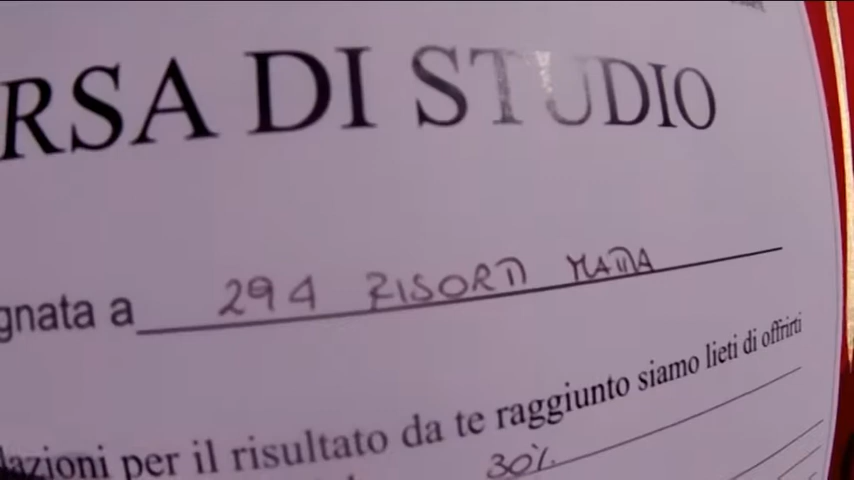 RSA DI STUDIO
gnata a 294 RISORTI MATTIA
lazioni per il risultato da te raggiunto siamo lieti di offrirti
30%